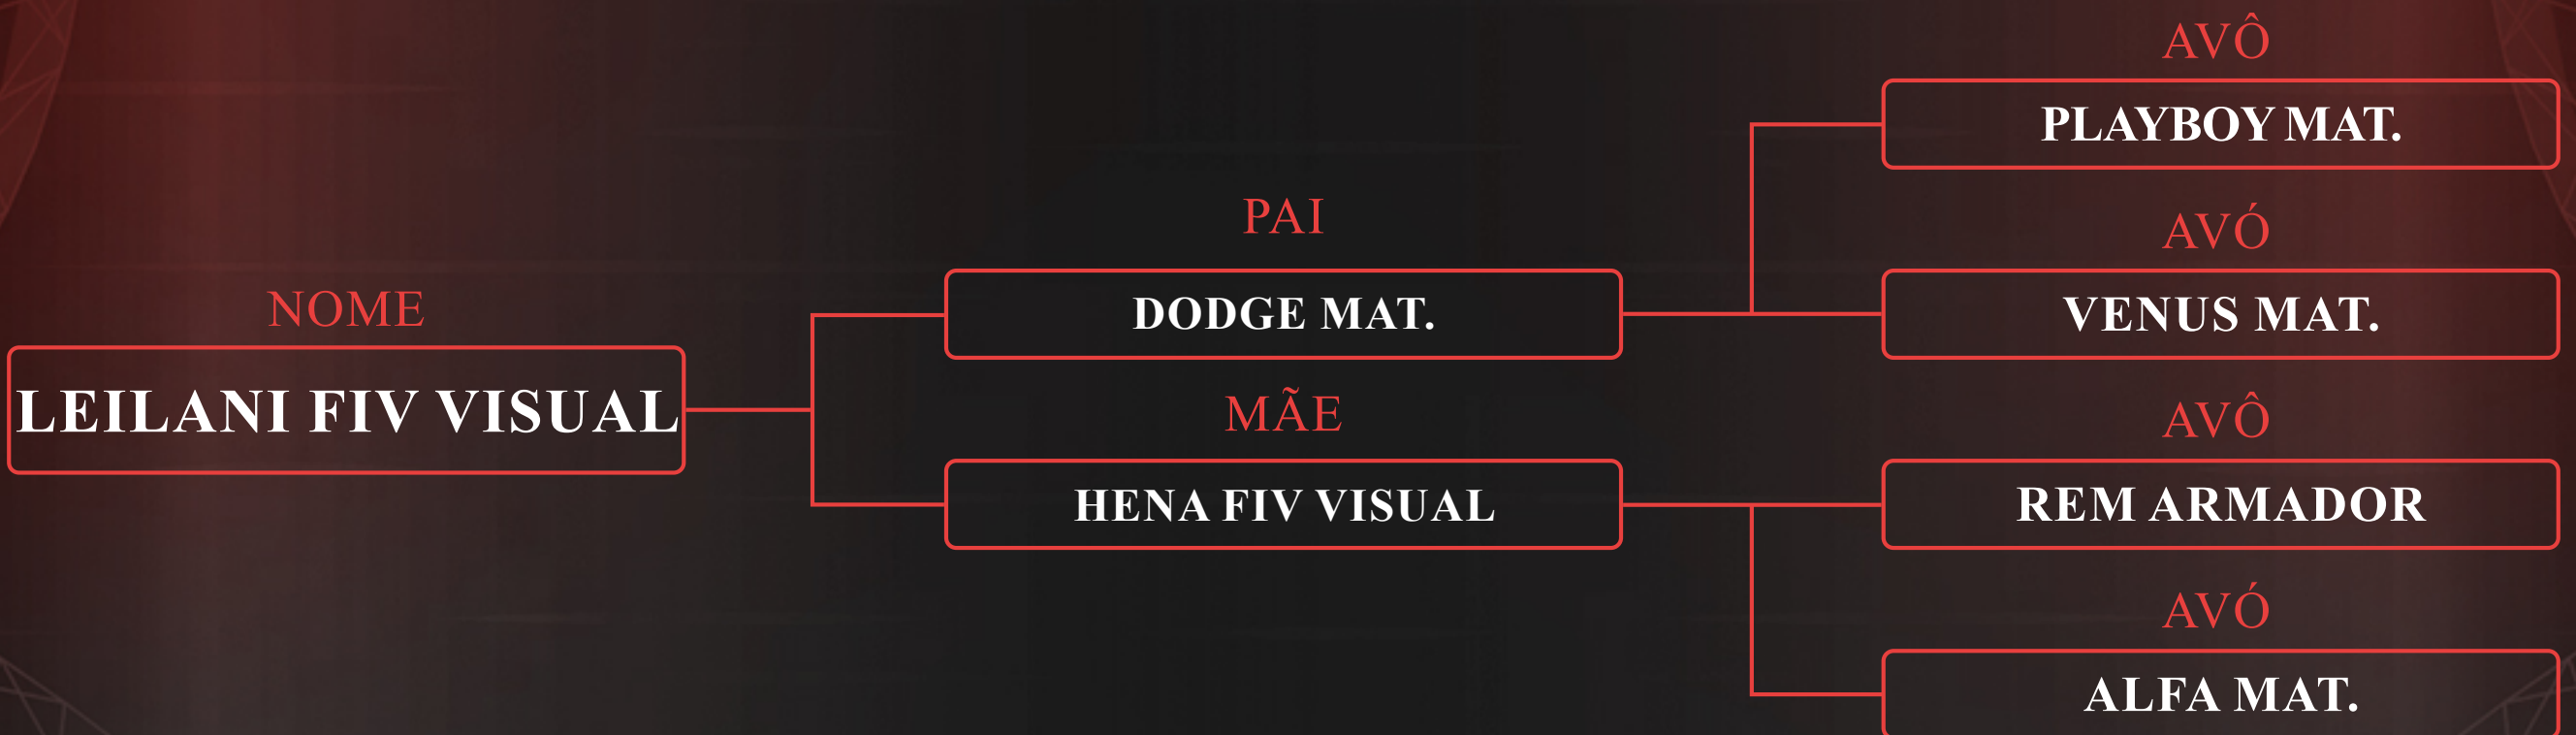 NOME
LEILANI FIV VISUAL
PAI
DODGE MAT.
MÃE
HENA FIV VISUAL
AVÔ
PLAYBOY MAT.
AVÓ
VENUS MAT.
AVÔ
REM ARMADOR
AVÓ
ALFA MAT.